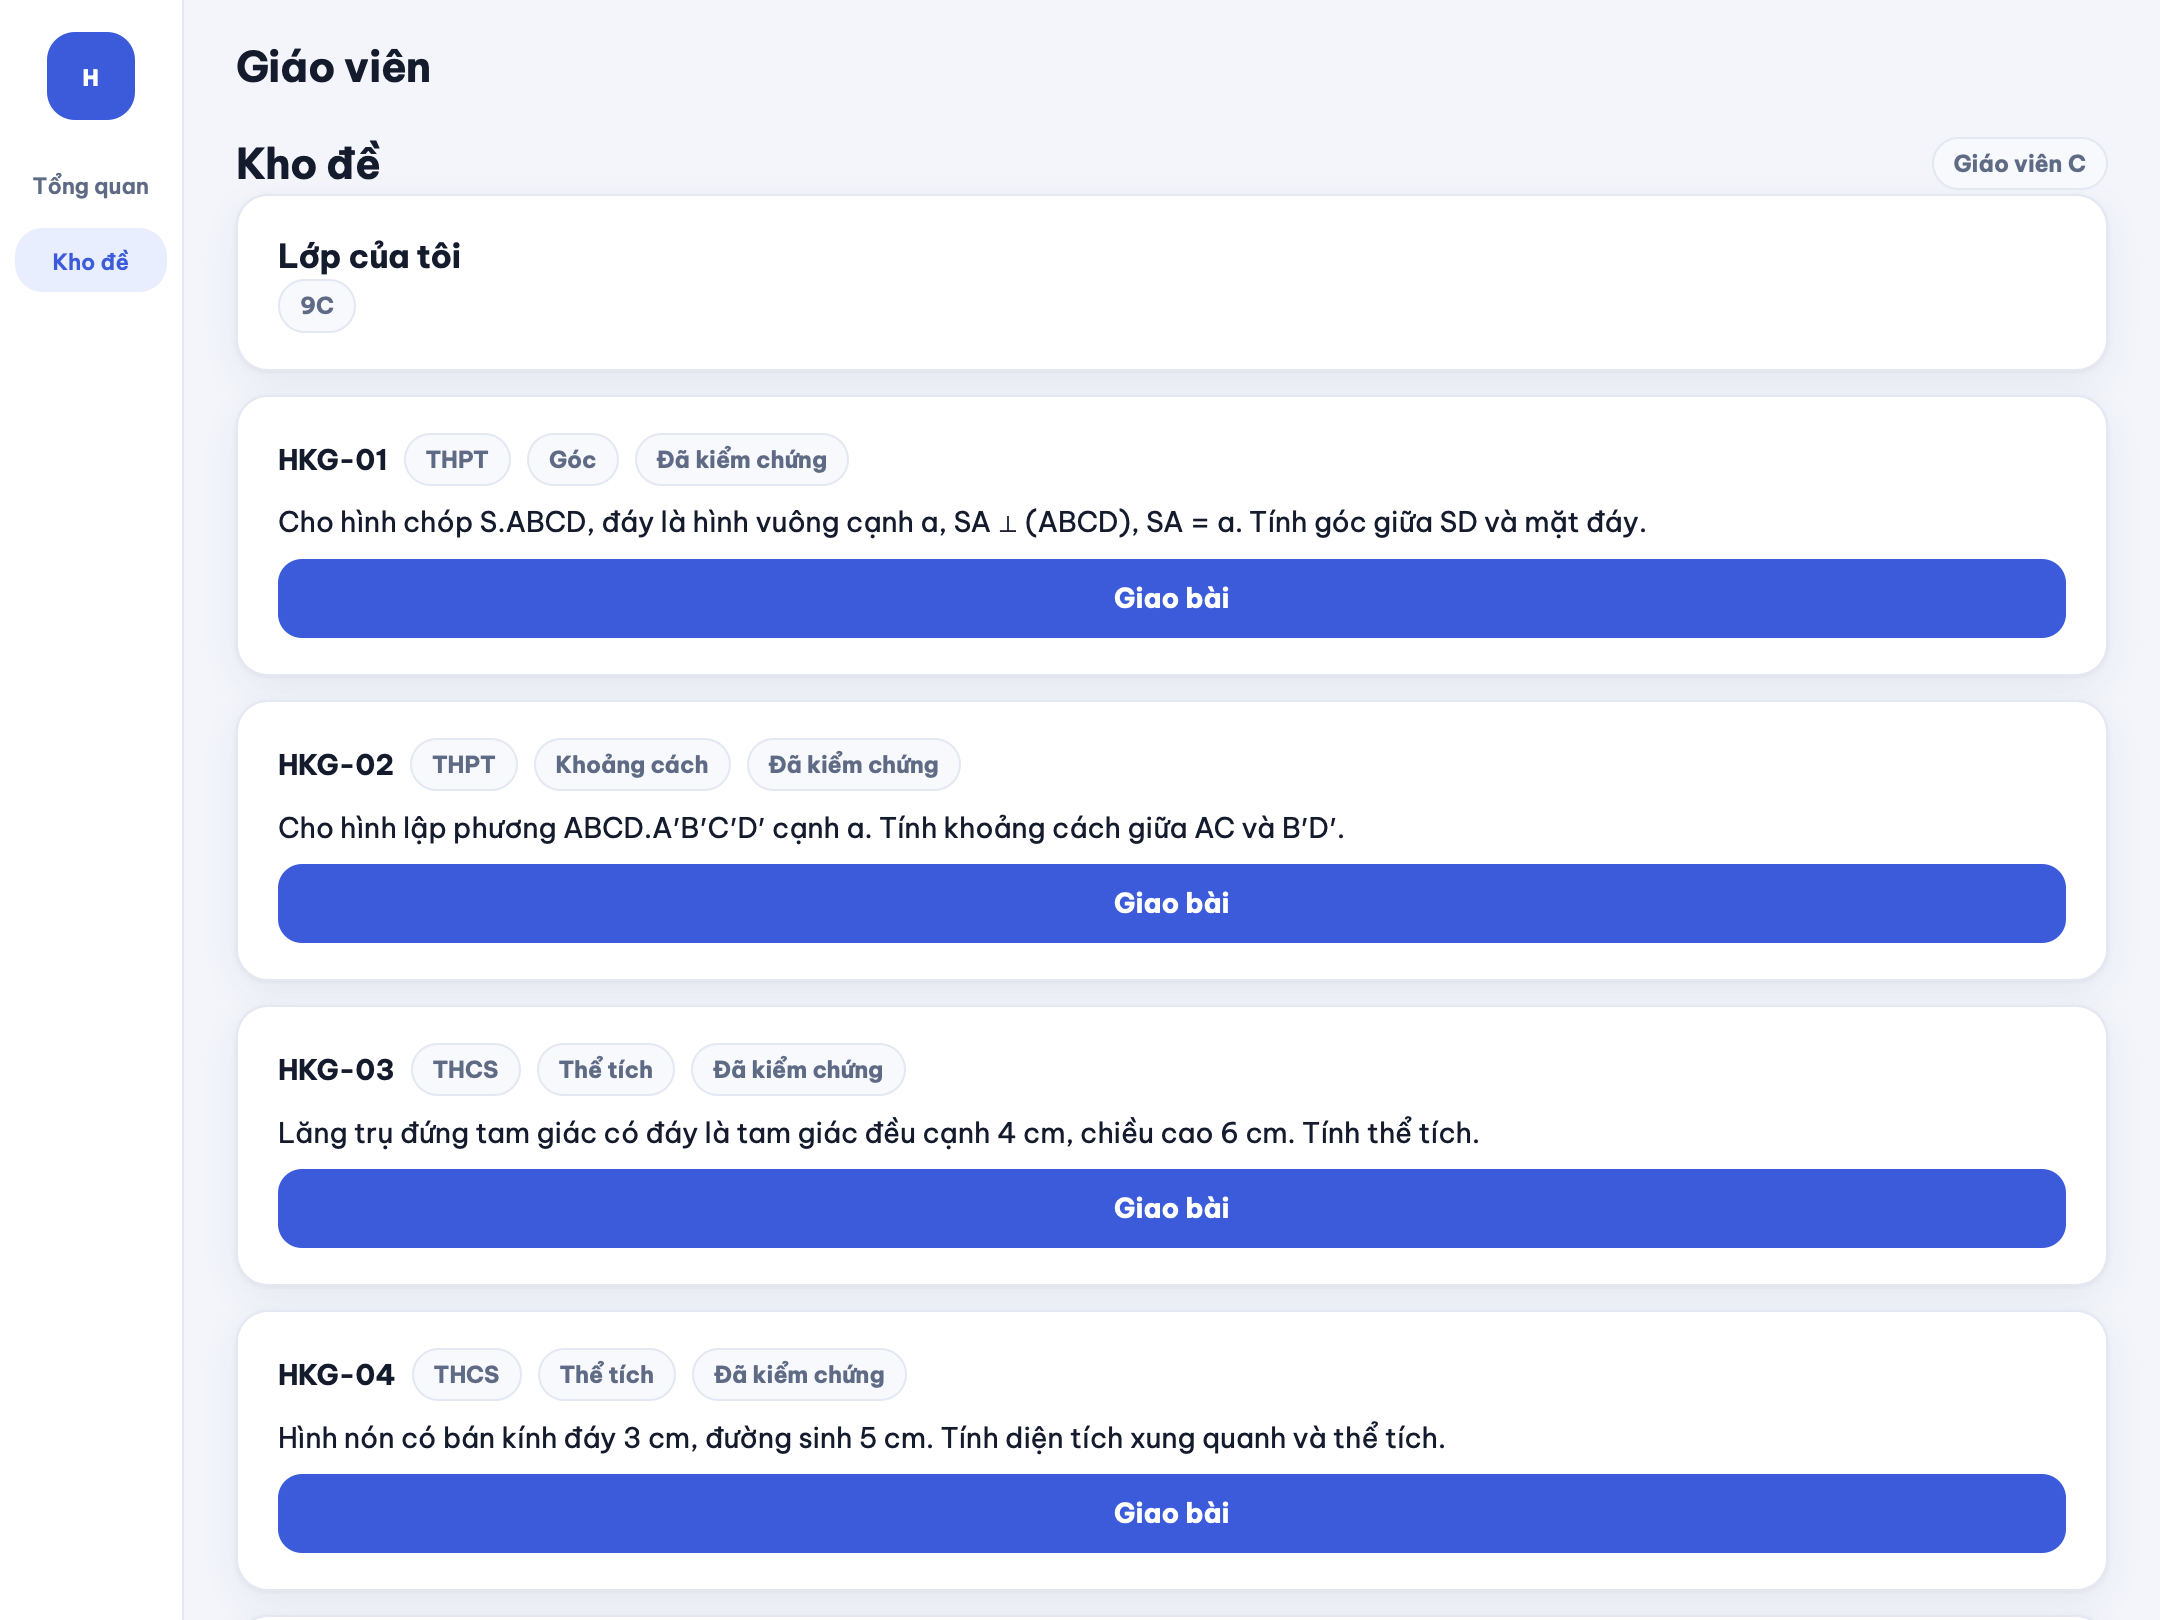 H
Tổng quan
Kho đề
Giáo viên
Kho đề
Giáo viên C
Lớp của tôi
9C
HKG-01 THPT Góc Đã kiểm chứng
Cho hình chóp S.ABCD, đáy là hình vuông cạnh a, SA ⊥ (ABCD), SA = a. Tính góc giữa SD và mặt đáy.
Giao bài
HKG-02 THPT Khoảng cách Đã kiểm chứng
Cho hình lập phương ABCD.A′B′C′D′ cạnh a. Tính khoảng cách giữa AC và B′D′.
Giao bài
HKG-03 THCS Thể tích Đã kiểm chứng
Lăng trụ đứng tam giác có đáy là tam giác đều cạnh 4 cm, chiều cao 6 cm. Tính thể tích.
Giao bài
HKG-04 THCS Thể tích Đã kiểm chứng
Hình nón có bán kính đáy 3 cm, đường sinh 5 cm. Tính diện tích xung quanh và thể tích.
Giao bài